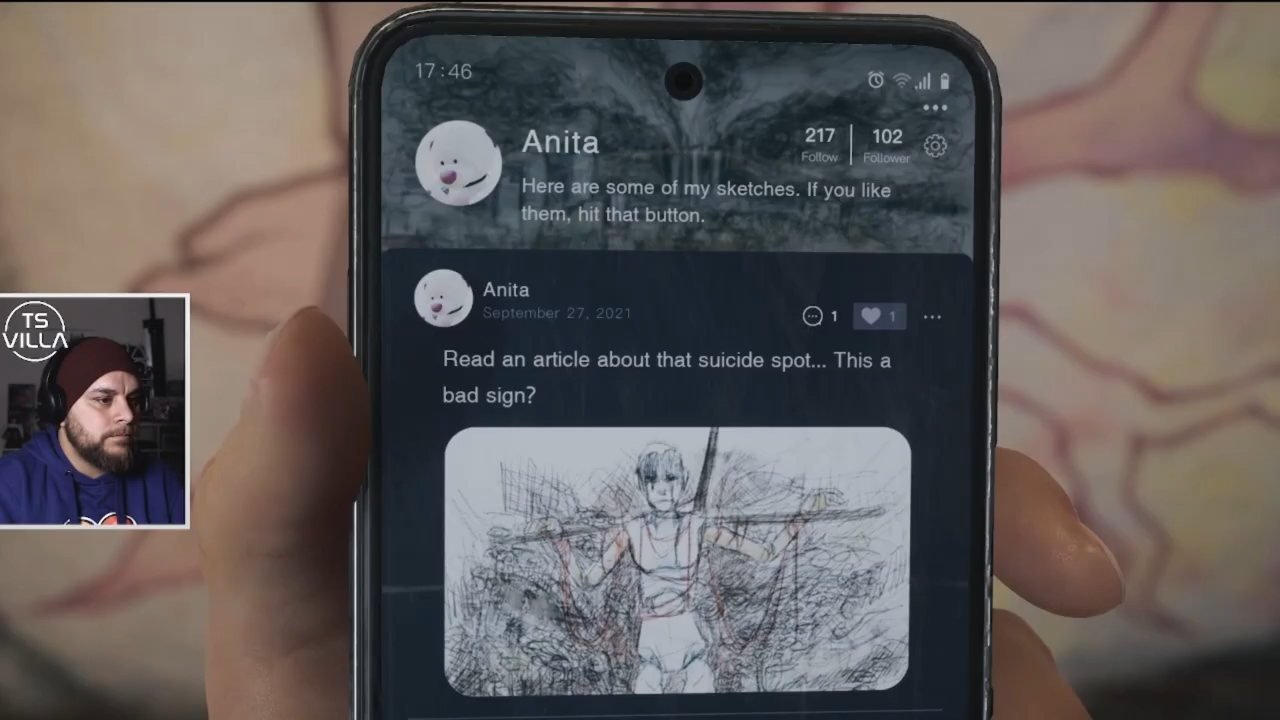 17:46
Anita
217
Follow
102
Follower
Here are some of my sketches. If you like
them, hit that button.
Anita
September 27, 2021
1
1
Read an article about that suicide spot... This a
bad sign?
TS
VILLA